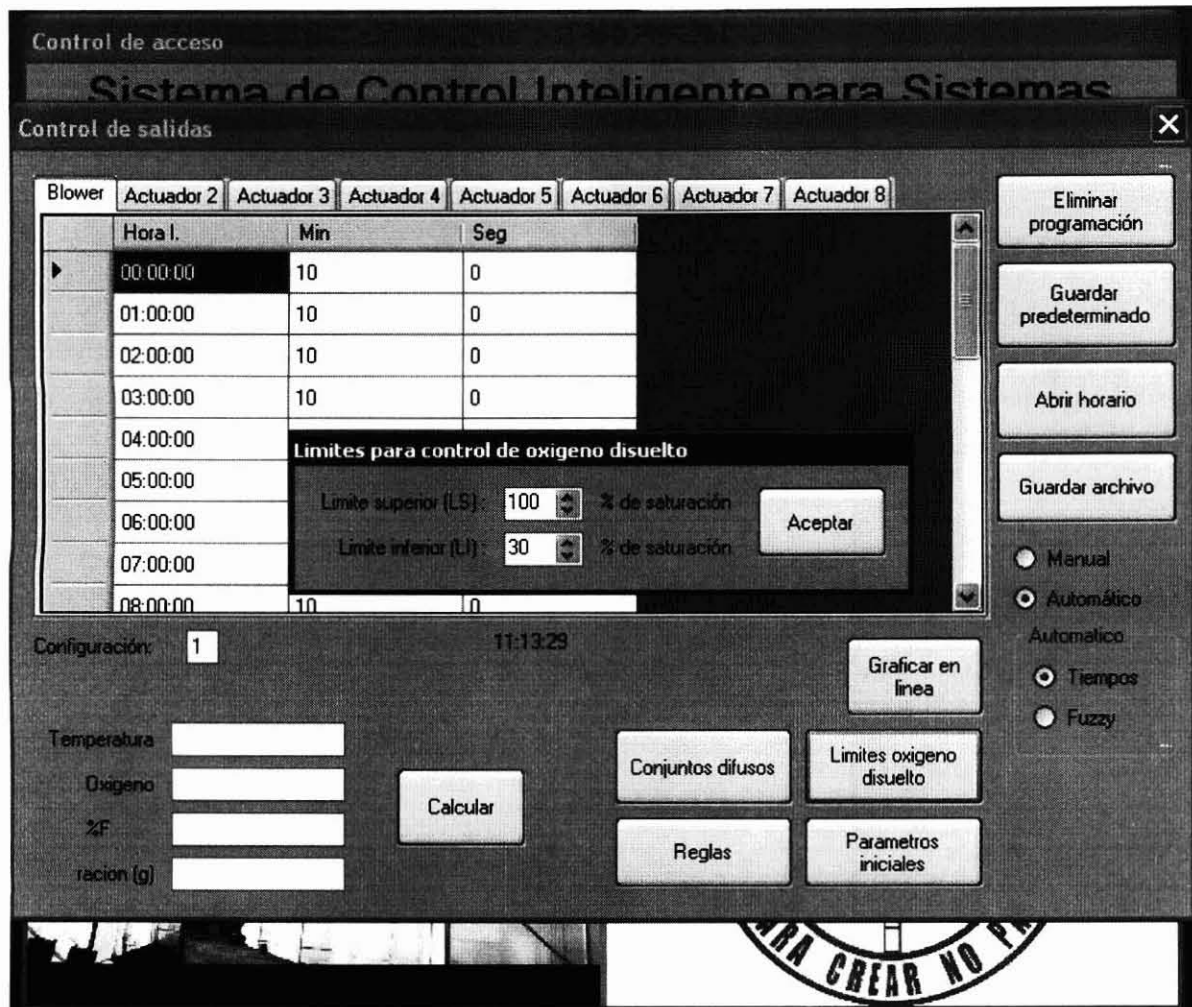 Control de acceso
Sistema de Control Inteligente para Sistemas
Control de salidas
Blower Actuador 2 Actuador 3 Actuador 4 Actuador 5 Actuador 6 Actuador 7 Actuador 8
Hora I. Min Seg
00:00:00 10 0
01:00:00 10 0
02:00:00 10 0
03:00:00 10 0
04:00:00
05:00:00
06:00:00
07:00:00
08:00:00 10 0
Limites para control de oxigeno disuelto
Limite superior (LS) : 100 % de saturación
Limite inferior (LI) : 30 % de saturación
Aceptar
Eliminar
programación
Guardar
predeterminado
Abrir horario
Guardar archivo
Manual
Automático
Automatico
Tiempos
Fuzzy
Configuración: 1
11:13:29
Graficar en
linea
Temperatura
Oxigeno
%F
racion (g)
Calcular
Conjuntos difusos
Limites oxigeno
disuelto
Reglas
Parametros
iniciales
ARA CREAR NO